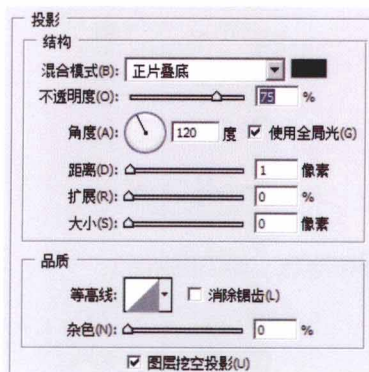 投影
结构
混合模式(B): 正片叠底
不透明度(O): 75 %
角度(A): 120 度 使用全局光(G)
距离(D): 1 像素
扩展(R): 0 %
大小(S): 0 像素
品质
等高线: 消除锯齿(L)
杂色(N): 0 %
图层挖空投影(U)